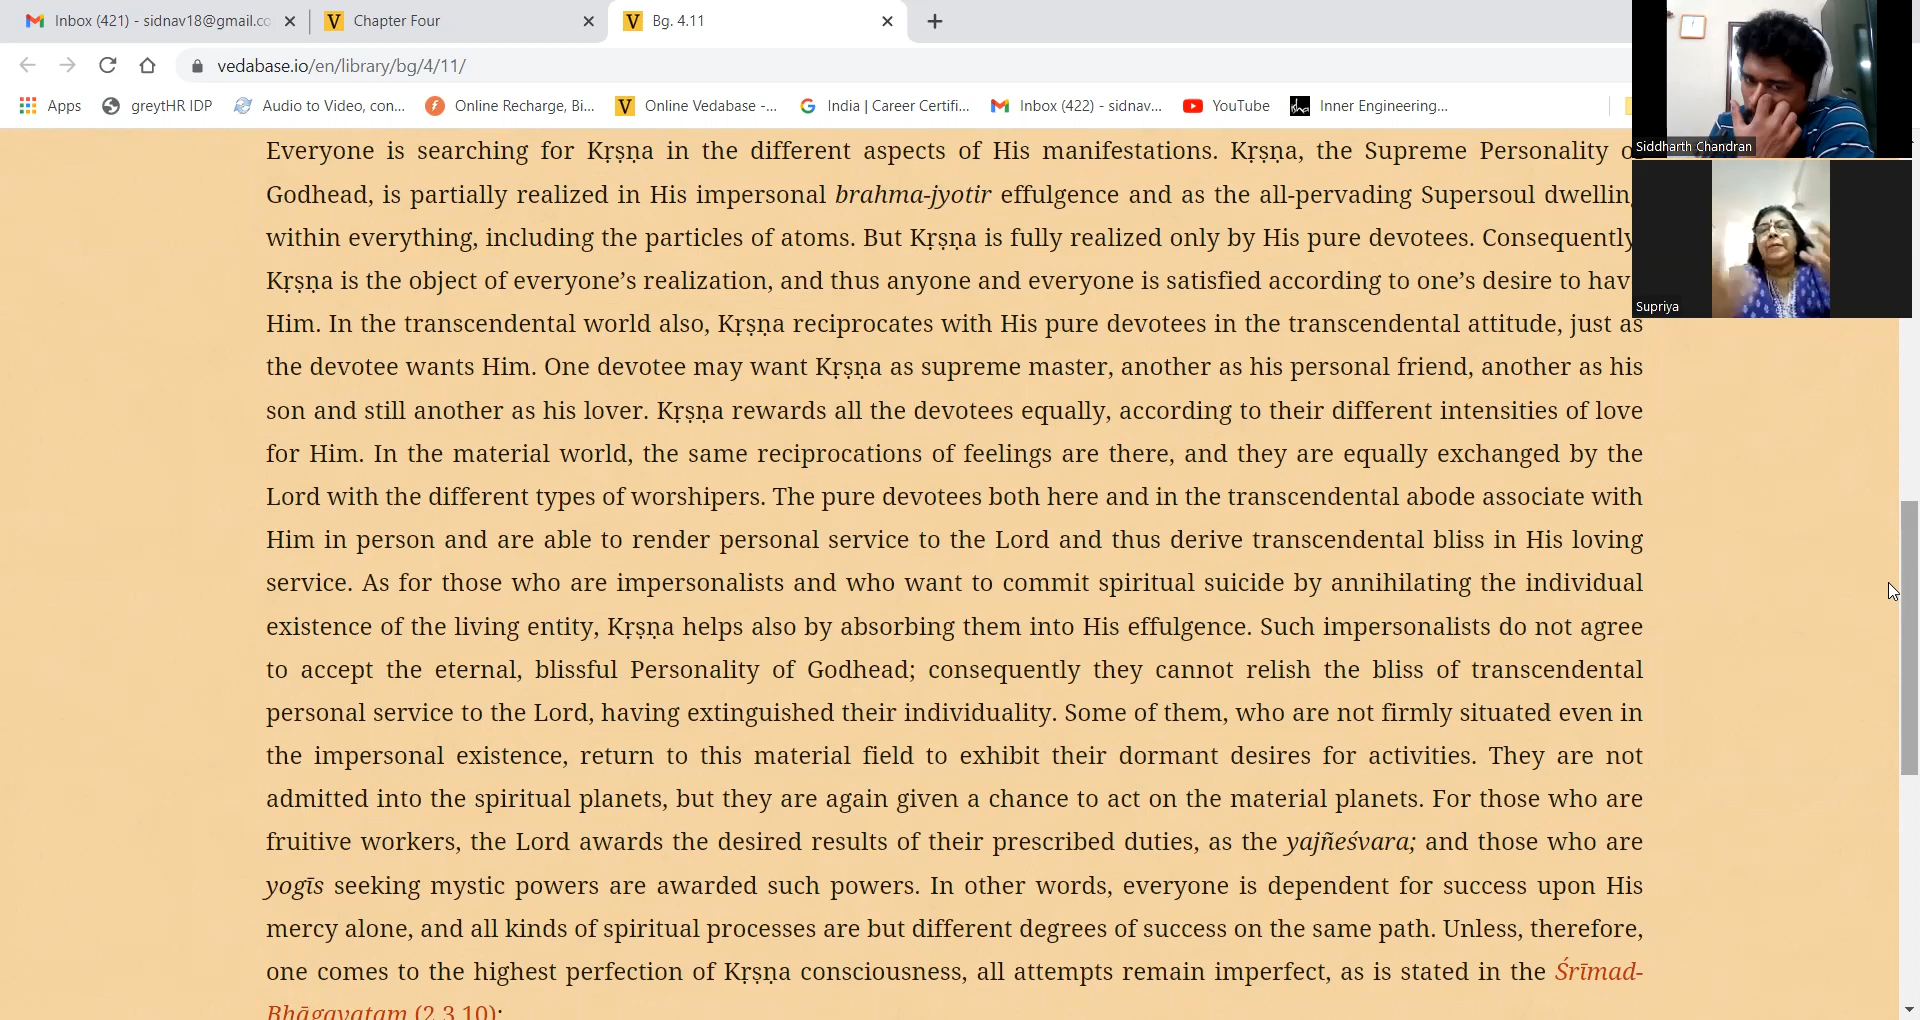 Inbox (421) - sidnav18@gmail.co
Chapter Four
Bg. 4.11
vedabase.io/en/library/bg/4/11/
Apps
greytHR IDP
Audio to Video, con...
Online Recharge, Bi...
Online Vedabase -...
India | Career Certifi...
Inbox (422) - sidnav...
YouTube
Inner Engineering...
Siddharth Chandran
Supriya
Everyone is searching for Kṛṣṇa in the different aspects of His manifestations. Kṛṣṇa, the Supreme Personality
Godhead, is partially realized in His impersonal brahma-jyotir effulgence and as the all-pervading Supersoul dwellin
within everything, including the particles of atoms. But Kṛṣṇa is fully realized only by His pure devotees. Consequently
Kṛṣṇa is the object of everyone’s realization, and thus anyone and everyone is satisfied according to one’s desire to hav
Him. In the transcendental world also, Kṛṣṇa reciprocates with His pure devotees in the transcendental attitude, just as
the devotee wants Him. One devotee may want Kṛṣṇa as supreme master, another as his personal friend, another as his
son and still another as his lover. Kṛṣṇa rewards all the devotees equally, according to their different intensities of love
for Him. In the material world, the same reciprocations of feelings are there, and they are equally exchanged by the
Lord with the different types of worshipers. The pure devotees both here and in the transcendental abode associate with
Him in person and are able to render personal service to the Lord and thus derive transcendental bliss in His loving
service. As for those who are impersonalists and who want to commit spiritual suicide by annihilating the individual
existence of the living entity, Kṛṣṇa helps also by absorbing them into His effulgence. Such impersonalists do not agree
to accept the eternal, blissful Personality of Godhead; consequently they cannot relish the bliss of transcendental
personal service to the Lord, having extinguished their individuality. Some of them, who are not firmly situated even in
the impersonal existence, return to this material field to exhibit their dormant desires for activities. They are not
admitted into the spiritual planets, but they are again given a chance to act on the material planets. For those who are
fruitive workers, the Lord awards the desired results of their prescribed duties, as the yajñeśvara; and those who are
yogīs seeking mystic powers are awarded such powers. In other words, everyone is dependent for success upon His
mercy alone, and all kinds of spiritual processes are but different degrees of success on the same path. Unless, therefore,
one comes to the highest perfection of Kṛṣṇa consciousness, all attempts remain imperfect, as is stated in the Śrīmad-
Bhāgavatam (2.3.10):